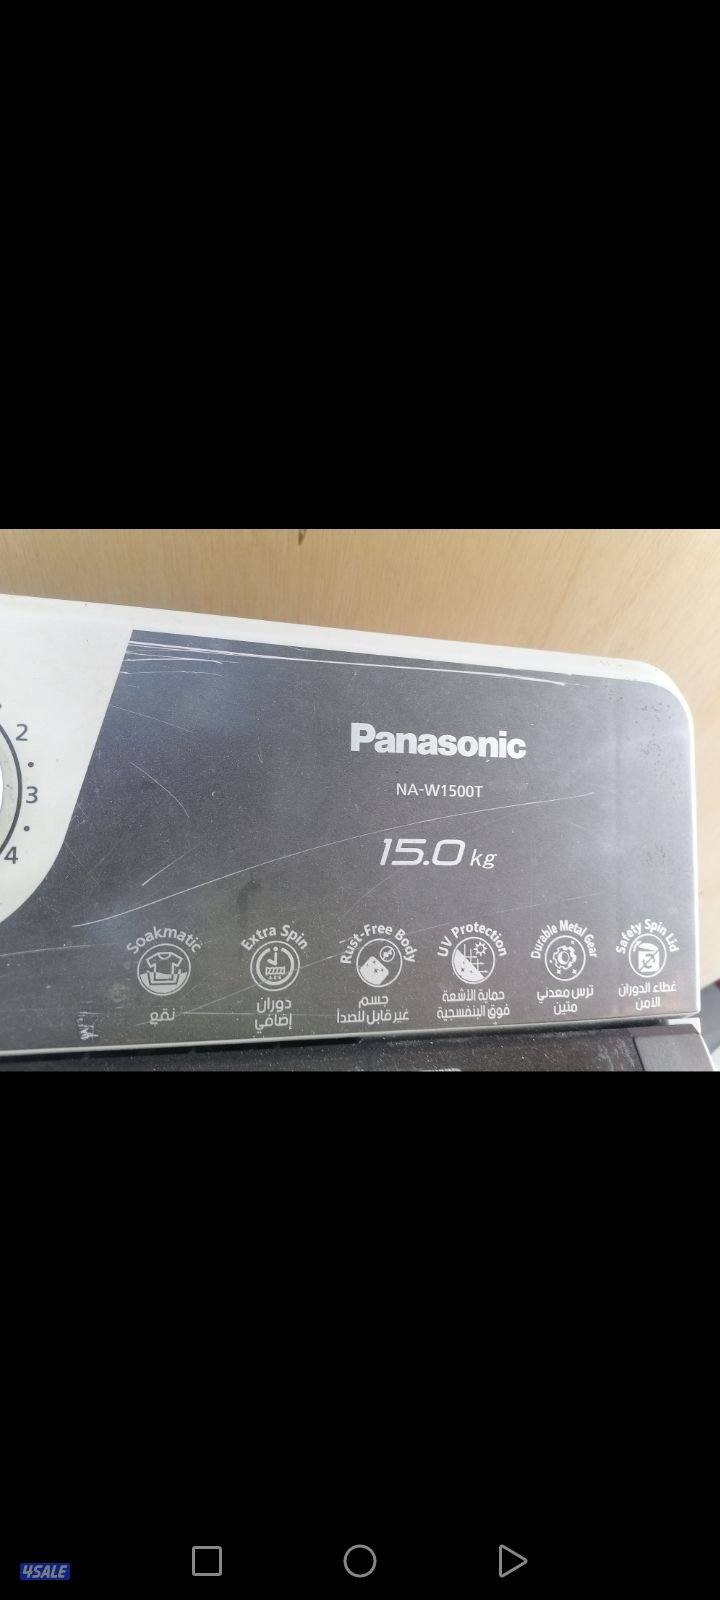 2
3
4
Panasonic
NA-W1500T
15.0 kg
Soakmatic
نقع
Extra Spin
دوران
إضافي
Rust-Free Body
جسم
غير قابل للصدأ
UV Protection
حماية الأشعة
فوق البنفسجية
Durable Metal Gear
ترس معدني
متين
Safety Spin Lid
غطاء الدوران
الآمن
4SALE